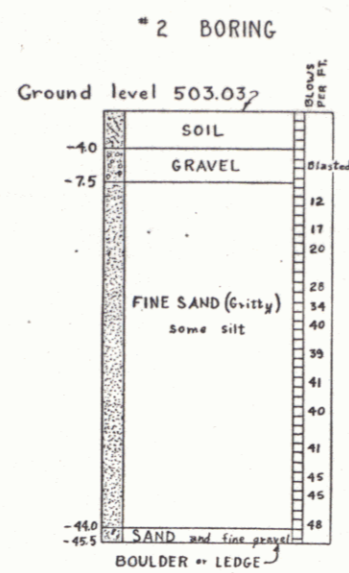 #2 BORING
BLOWS PER FT.
Ground level 503.03
SOIL
-4.0
GRAVEL
Blasted
-7.5
12
17
20
28
FINE SAND (Gritty)
34
some silt
40
39
41
40
41
45
45
-44.0
48
SAND and fine gravel
-45.5
BOULDER or LEDGE